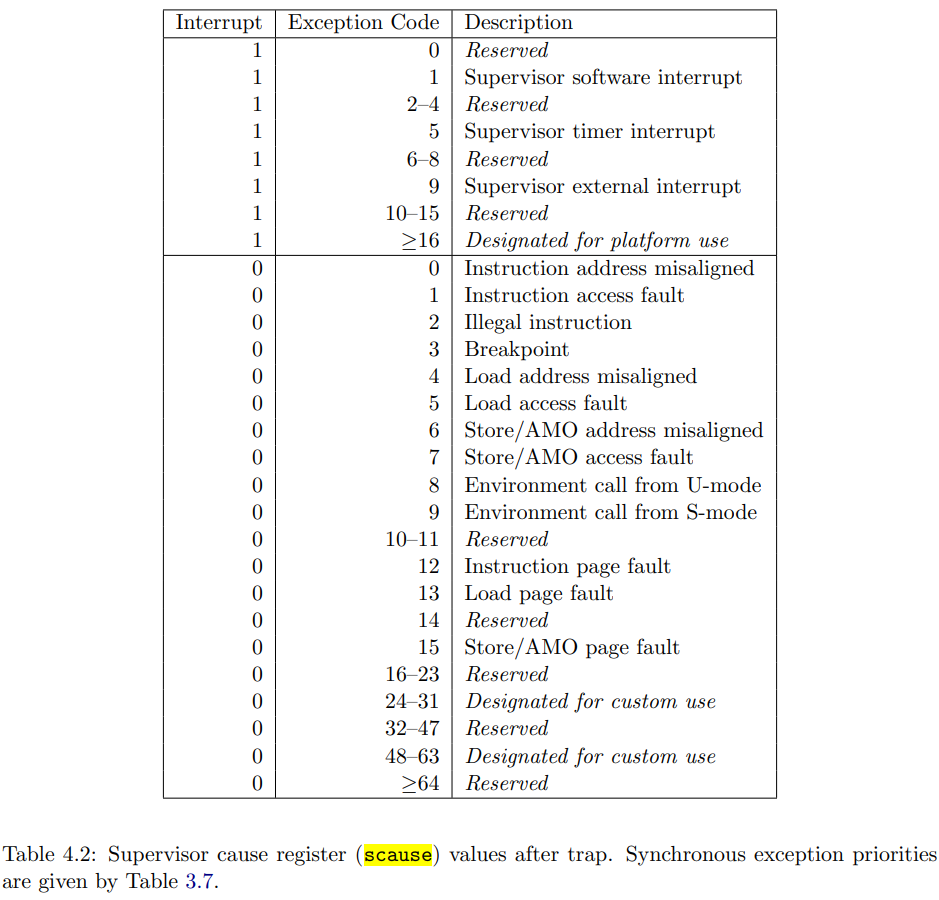 Interrupt Exception Code Description
1 0 Reserved
1 1 Supervisor software interrupt
1 2–4 Reserved
1 5 Supervisor timer interrupt
1 6–8 Reserved
1 9 Supervisor external interrupt
1 10–15 Reserved
1 ≥16 Designated for platform use
0 0 Instruction address misaligned
0 1 Instruction access fault
0 2 Illegal instruction
0 3 Breakpoint
0 4 Load address misaligned
0 5 Load access fault
0 6 Store/AMO address misaligned
0 7 Store/AMO access fault
0 8 Environment call from U-mode
0 9 Environment call from S-mode
0 10–11 Reserved
0 12 Instruction page fault
0 13 Load page fault
0 14 Reserved
0 15 Store/AMO page fault
0 16–23 Reserved
0 24–31 Designated for custom use
0 32–47 Reserved
0 48–63 Designated for custom use
0 ≥64 Reserved
Table 4.2: Supervisor cause register (scause) values after trap. Synchronous exception priorities
are given by Table 3.7.